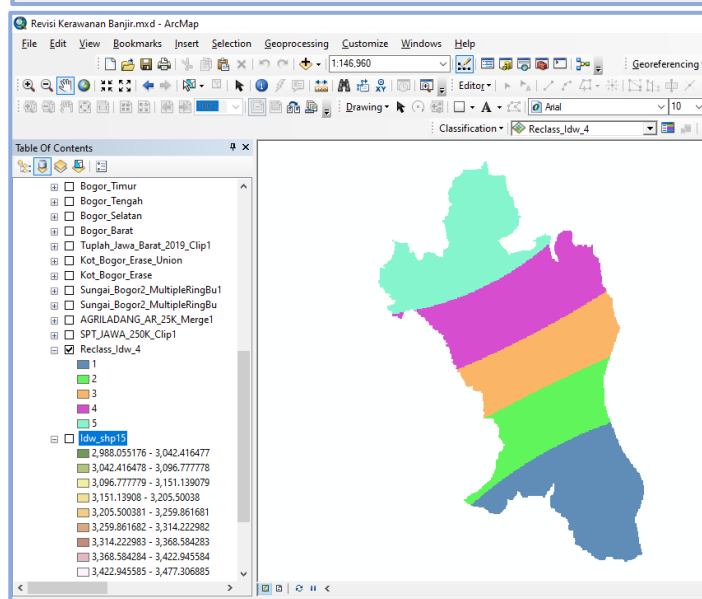 Revisi Kerawanan Banjir.mxd - ArcMap
File Edit View Bookmarks Insert Selection Geoprocessing Customize Windows Help
1:146,960
Georeferencing
Editor
Drawing A Arial 10
Classification Reclass_Idw_4
Table Of Contents
Bogor_Timur
Bogor_Tengah
Bogor_Selatan
Bogor_Barat
Tuplah_Jawa_Barat_2019_Clip1
Kot_Bogor_Erase_Union
Kot_Bogor_Erase
Sungai_Bogor2_MultipleRingBu1
Sungai_Bogor2_MultipleRingBu
AGRILADANG_AR_25K_Merge1
SPT_JAWA_250K_Clip1
Reclass_Idw_4
1
2
3
4
5
Idw_shp15
2,988.055176 - 3,042.416477
3,042.416478 - 3,096.777778
3,096.777779 - 3,151.139079
3,151.13908 - 3,205.50038
3,205.500381 - 3,259.861681
3,259.861682 - 3,314.222982
3,314.222983 - 3,368.584283
3,368.584284 - 3,422.945584
3,422.945585 - 3,477.306885